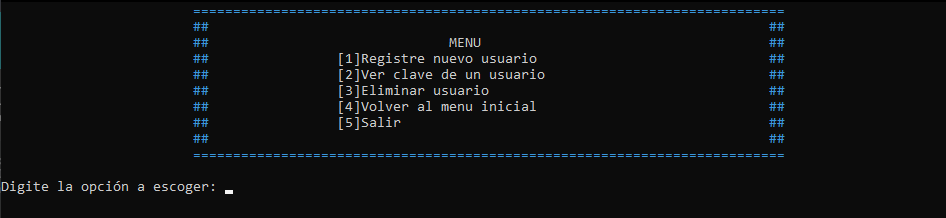 ==========================================================================
## ##
## MENU ##
## [1]Registre nuevo usuario ##
## [2]Ver clave de un usuario ##
## [3]Eliminar usuario ##
## [4]Volver al menu inicial ##
## [5]Salir ##
## ##
==========================================================================
Digite la opción a escoger: